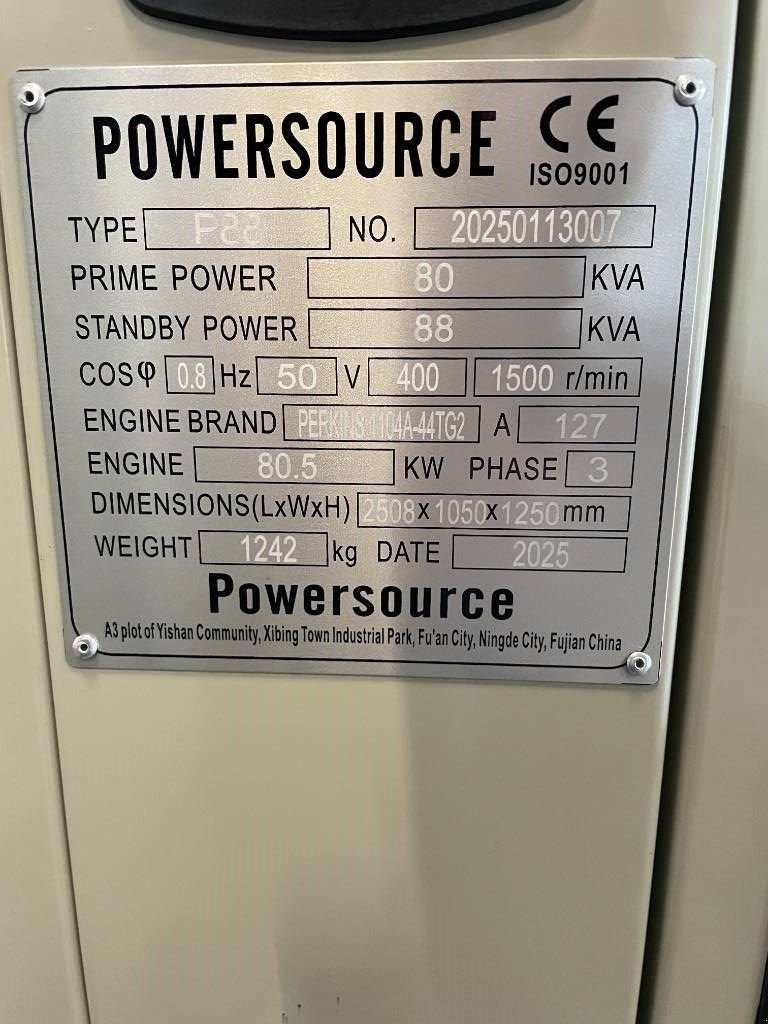 POWERSOURCE CE
ISO9001
TYPE NO. 20250113007
PRIME POWER 80 KVA
STANDBY POWER 88 KVA
COSφ 0.8 Hz 50 V 400 1500 r/min
ENGINE BRAND PERKINS 1104A-44TG2 A 127
ENGINE 80.5 KW PHASE 3
DIMENSIONS(LxWxH) 2508x1050x1250mm
WEIGHT 1242 kg DATE 2025
Powersource
A3 plot of Yishan Community, Xibing Town Industrial Park, Fu'an City, Ningde City, Fujian China